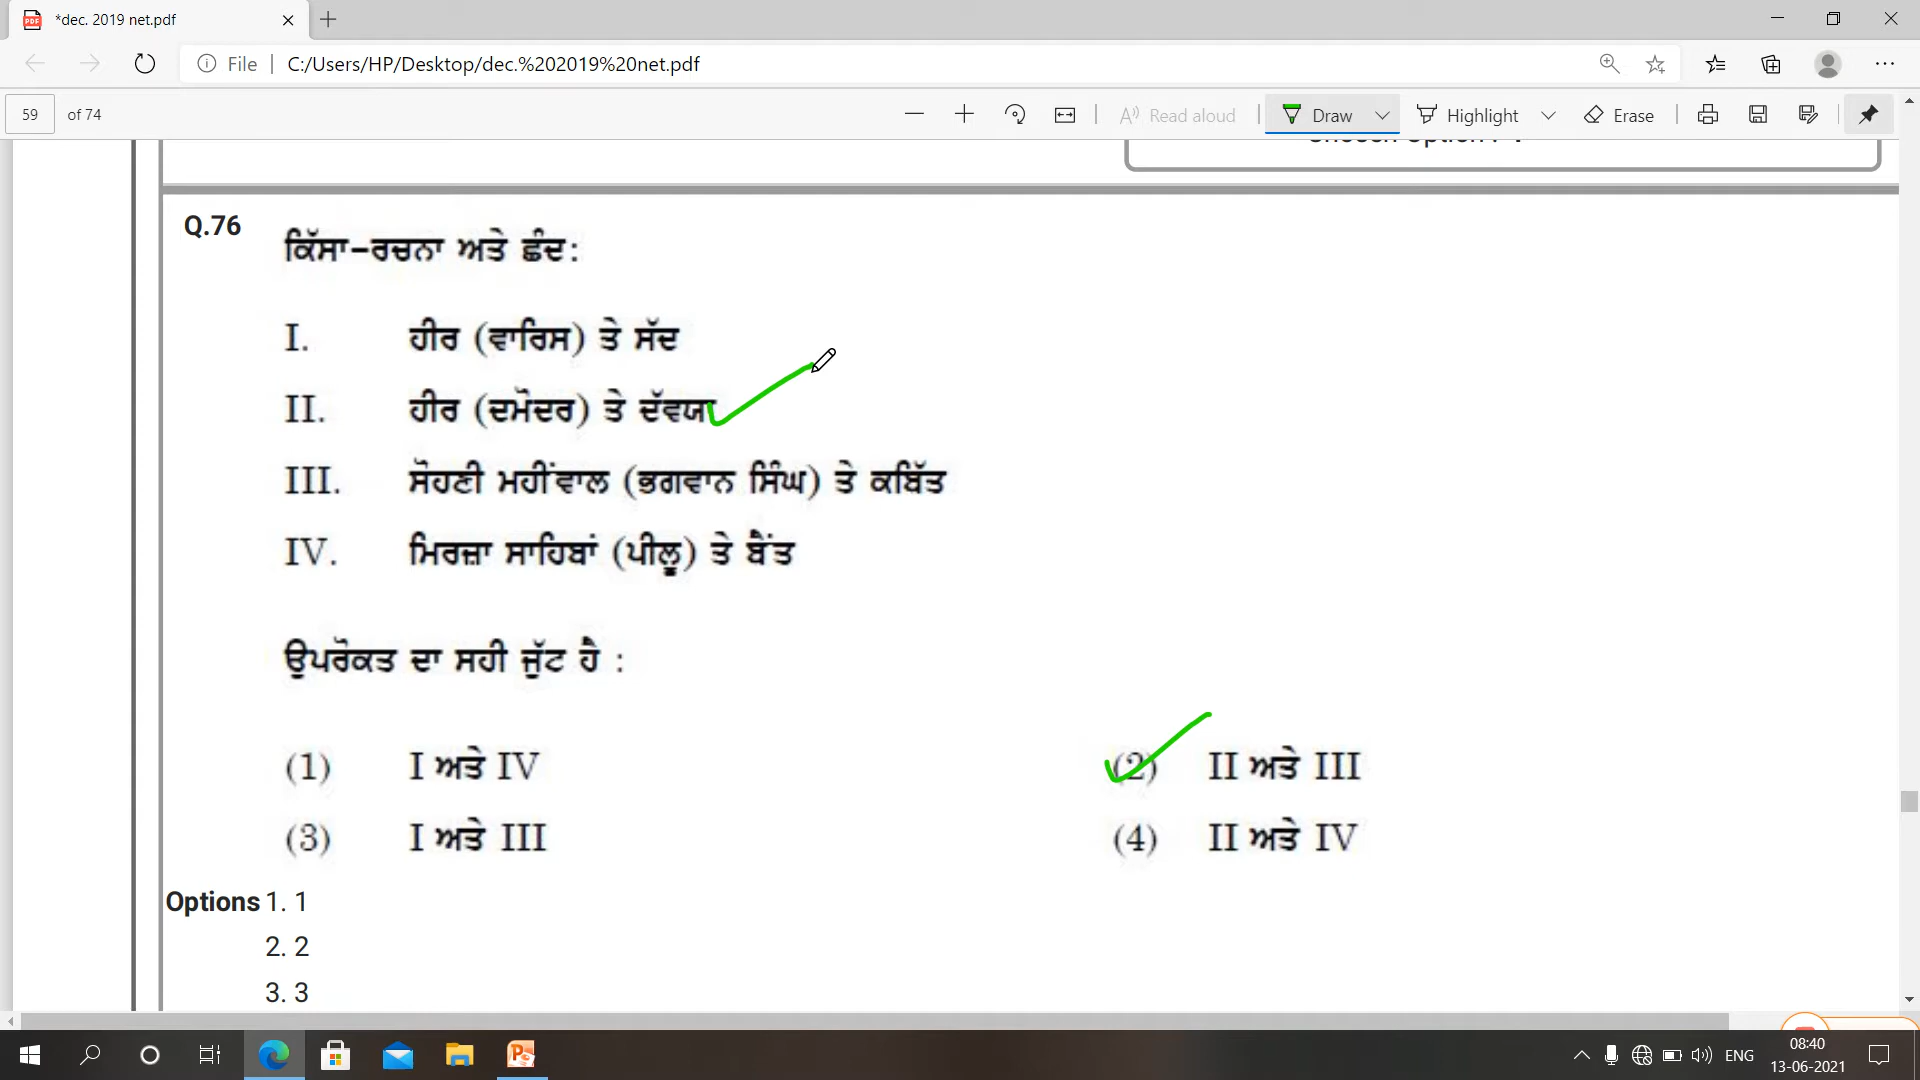 *dec. 2019 net.pdf
File C:/Users/HP/Desktop/dec.%202019%20net.pdf
59 of 74 Read aloud Draw Highlight Erase
Q.76 ਕਿੱਸਾ-ਰਚਨਾ ਅਤੇ ਛੰਦ:
I. ਹੀਰ (ਵਾਰਿਸ) ਤੇ ਸੱਦ
II. ਹੀਰ (ਦਮੋਦਰ) ਤੇ ਦੱਵਯਾ
III. ਸੋਹਣੀ ਮਹੀਂਵਾਲ (ਭਗਵਾਨ ਸਿੰਘ) ਤੇ ਕਬਿੱਤ
IV. ਮਿਰਜ਼ਾ ਸਾਹਿਬਾਂ (ਪੀਲੂ) ਤੇ ਬੈਂਤ
ਉਪਰੋਕਤ ਦਾ ਸਹੀ ਜੁੱਟ ਹੈ :
(1) I ਅਤੇ IV (2) II ਅਤੇ III
(3) I ਅਤੇ III (4) II ਅਤੇ IV
Options 1. 1
2. 2
3. 3
ENG 08:40
13-06-2021